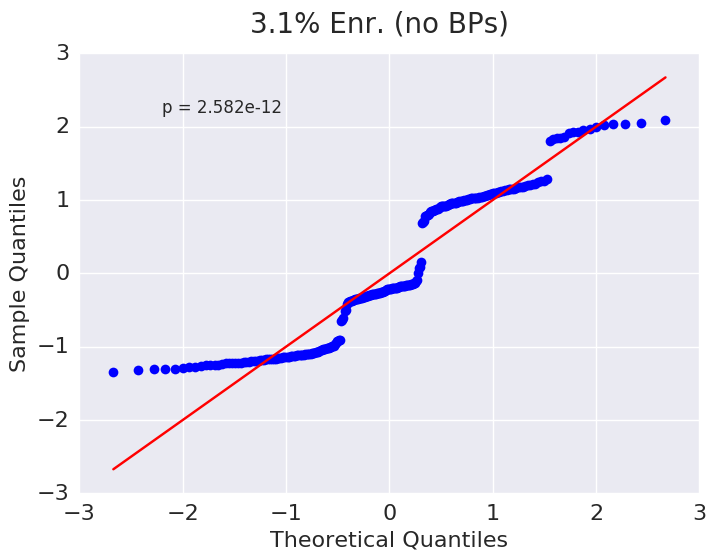 3.1% Enr. (no BPs)
3
2
1
0
−1
−2
−3
p = 2.582e-12
Sample Quantiles
−3 −2 −1 0 1 2 3
Theoretical Quantiles